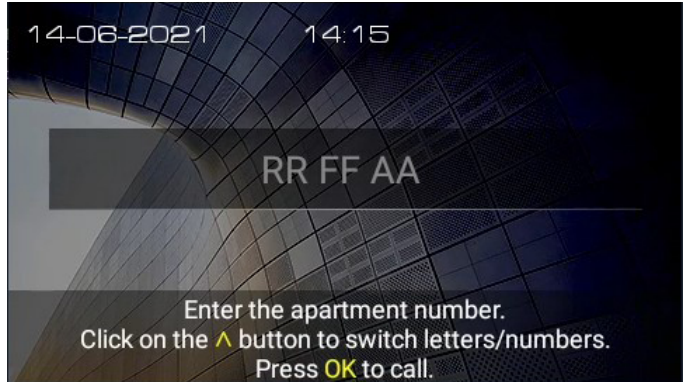 14-06-2021 14:15
RR FF AA
Enter the apartment number.
Click on the ^ button to switch letters/numbers.
Press OK to call.